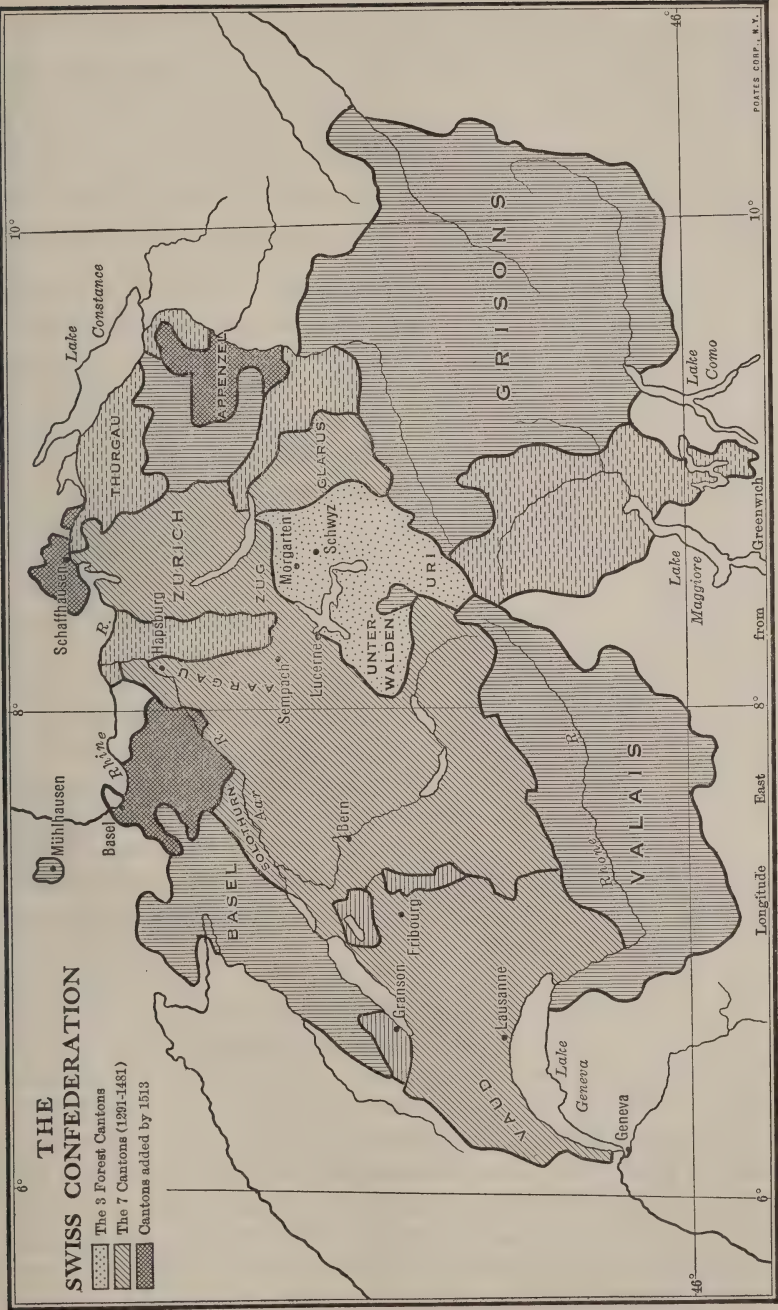 THE
SWISS CONFEDERATION
The 3 Forest Cantons
The 7 Cantons (1291-1481)
Cantons added by 1513
6°
8°
10°
Mühlhausen
Basel
Rhine
R.
Schaffhausen
Lake
Constance
THURGAU
APPENZELL
BASEL
SOLOTHURN
Aar
R.
Hapsburg
AARGAU
Sempach
ZURICH
ZUG
Morgarten
Schwyz
Lucerne
UNTER-
WALDEN
URI
GLARUS
GRISONS
Bern
Fribourg
Granson
Lausanne
VAUD
Lake
Geneva
Geneva
Rhone
R.
VALAIS
Lake
Maggiore
Lake
Como
46°
46°
6°
Longitude
East
8°
from
Greenwich
10°
POATES CORP., N.Y.